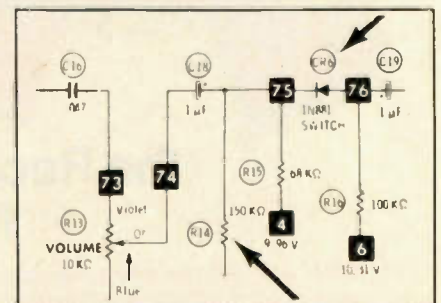 C16
.047
C18
1 µF
75
CR6
76
C19
SWITCH
1 µF
73
74
Violet
Or
R15
68 KΩ
R13
VOLUME
10 KΩ
Blue
150 KΩ
R14
4
9.96 V
R16
100 KΩ
6
10.31 V